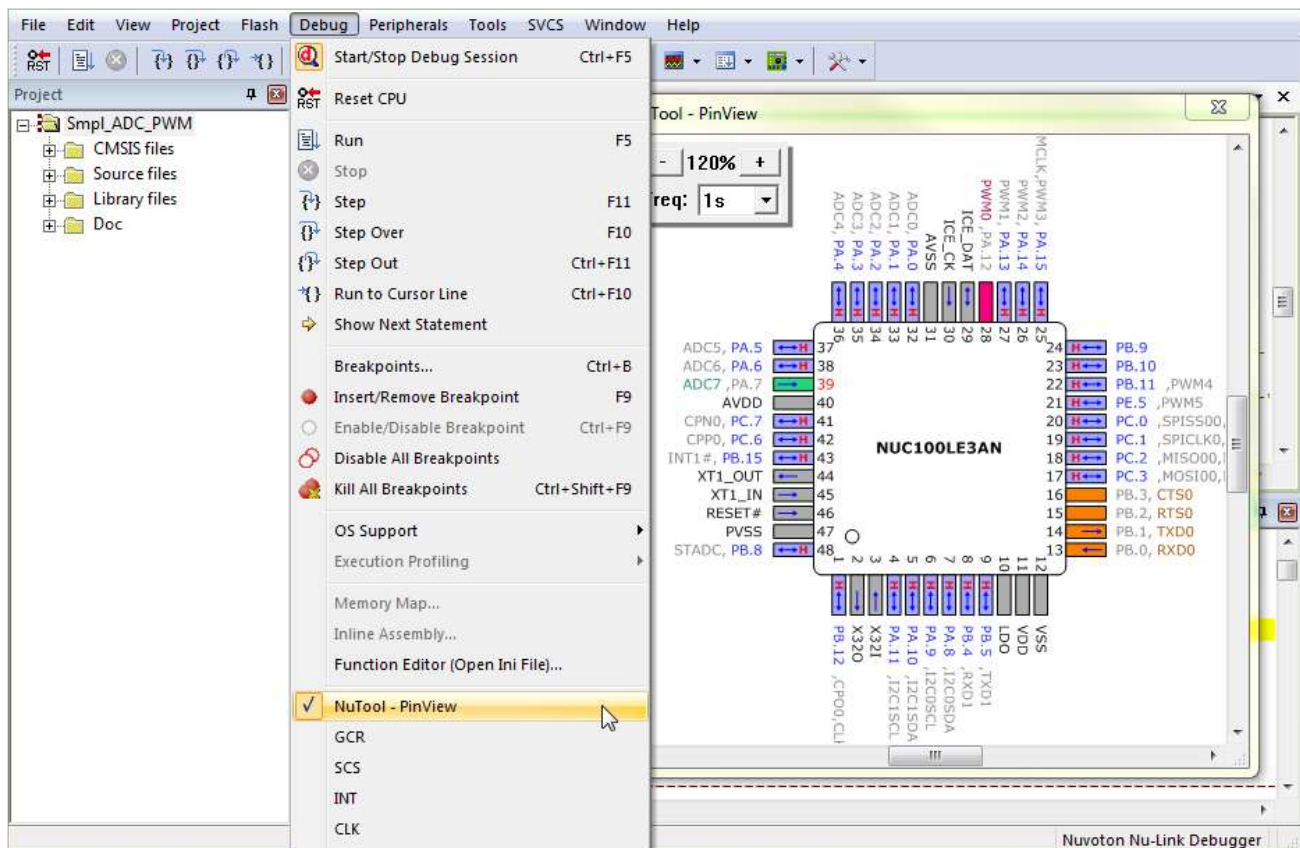 File Edit View Project Flash Debug Peripherals Tools SVCS Window Help
RST
Project
Smpl_ADC_PWM
CMSIS files
Source files
Library files
Doc
Start/Stop Debug Session Ctrl+F5
RST Reset CPU
Run F5
Stop
Step F11
Step Over F10
Step Out Ctrl+F11
Run to Cursor Line Ctrl+F10
Show Next Statement
Breakpoints... Ctrl+B
Insert/Remove Breakpoint F9
Enable/Disable Breakpoint Ctrl+F9
Disable All Breakpoints
Kill All Breakpoints Ctrl+Shift+F9
OS Support
Execution Profiling
Memory Map...
Inline Assembly...
Function Editor (Open Ini File)...
NuTool - PinView
GCR
SCS
INT
CLK
Tool - PinView
- 120% +
req: 1s
ADC4, PA.4
ADC3, PA.3
ADC2, PA.2
ADC1, PA.1
ADC0, PA.0
AVSS
ICE_CK
ICE_DAT
PWM0 ,PA.12
PWM1, PA.13
PWM2, PA.14
MCLK,PWM3, PA.15
H H H H H H H H
36 35 34 33 32 31 30 29 28 27 26 25
ADC5, PA.5 H 37
ADC6, PA.6 H 38
ADC7 ,PA.7 39
AVDD 40
CPN0, PC.7 H 41
CPP0, PC.6 H 42
INT1#, PB.15 H 43
XT1_OUT 44
XT1_IN 45
RESET# 46
PVSS 47
STADC, PB.8 H 48
NUC100LE3AN
24 H PB.9
23 H PB.10
22 H PB.11 ,PWM4
21 H PE.5 ,PWM5
20 H PC.0 ,SPISS00,
19 H PC.1 ,SPICLK0,
18 H PC.2 ,MISO00,
17 H PC.3 ,MOSI00,
16 PB.3, CTS0
15 PB.2, RTS0
14 PB.1, TXD0
13 PB.0, RXD0
1 2 3 4 5 6 7 8 9 10 11 12
H H H H H H H
PB.12 ,CPO0,CL
X32O
X32I
PA.11 ,I2C1SCL
PA.10 ,I2C1SDA
PA.9 ,I2C0SCL
PA.8 ,I2C0SDA
PB.4 ,RXD1
PB.5 ,TXD1
LDO
VDD
VSS
Nuvoton Nu-Link Debugger